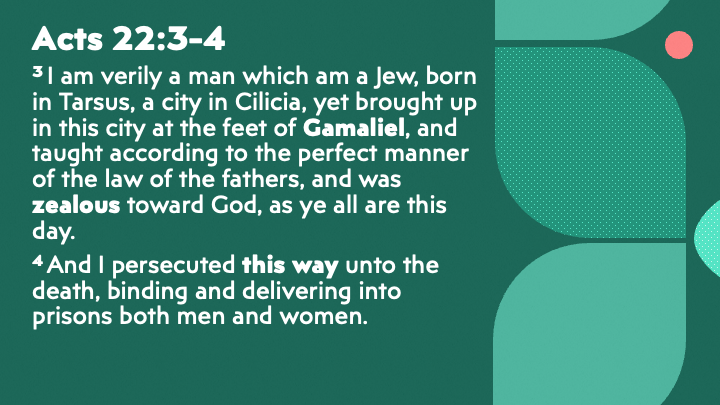 Acts 22:3-4
³ I am verily a man which am a Jew, born
in Tarsus, a city in Cilicia, yet brought up
in this city at the feet of Gamaliel, and
taught according to the perfect manner
of the law of the fathers, and was
zealous toward God, as ye all are this
day.
⁴ And I persecuted this way unto the
death, binding and delivering into
prisons both men and women.